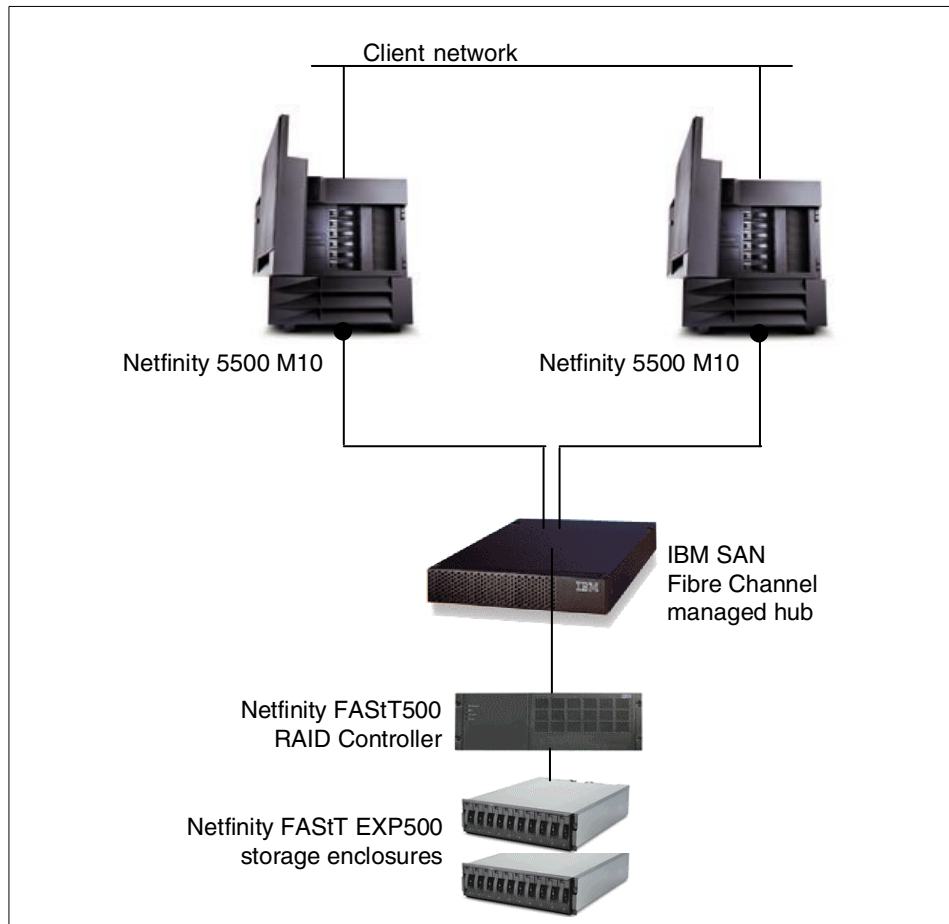 Client network
Netfinity 5500 M10
Netfinity 5500 M10
IBM
IBM SAN
Fibre Channel
managed hub
Netfinity FAStT500
RAID Controller
Netfinity FAStT EXP500
storage enclosures